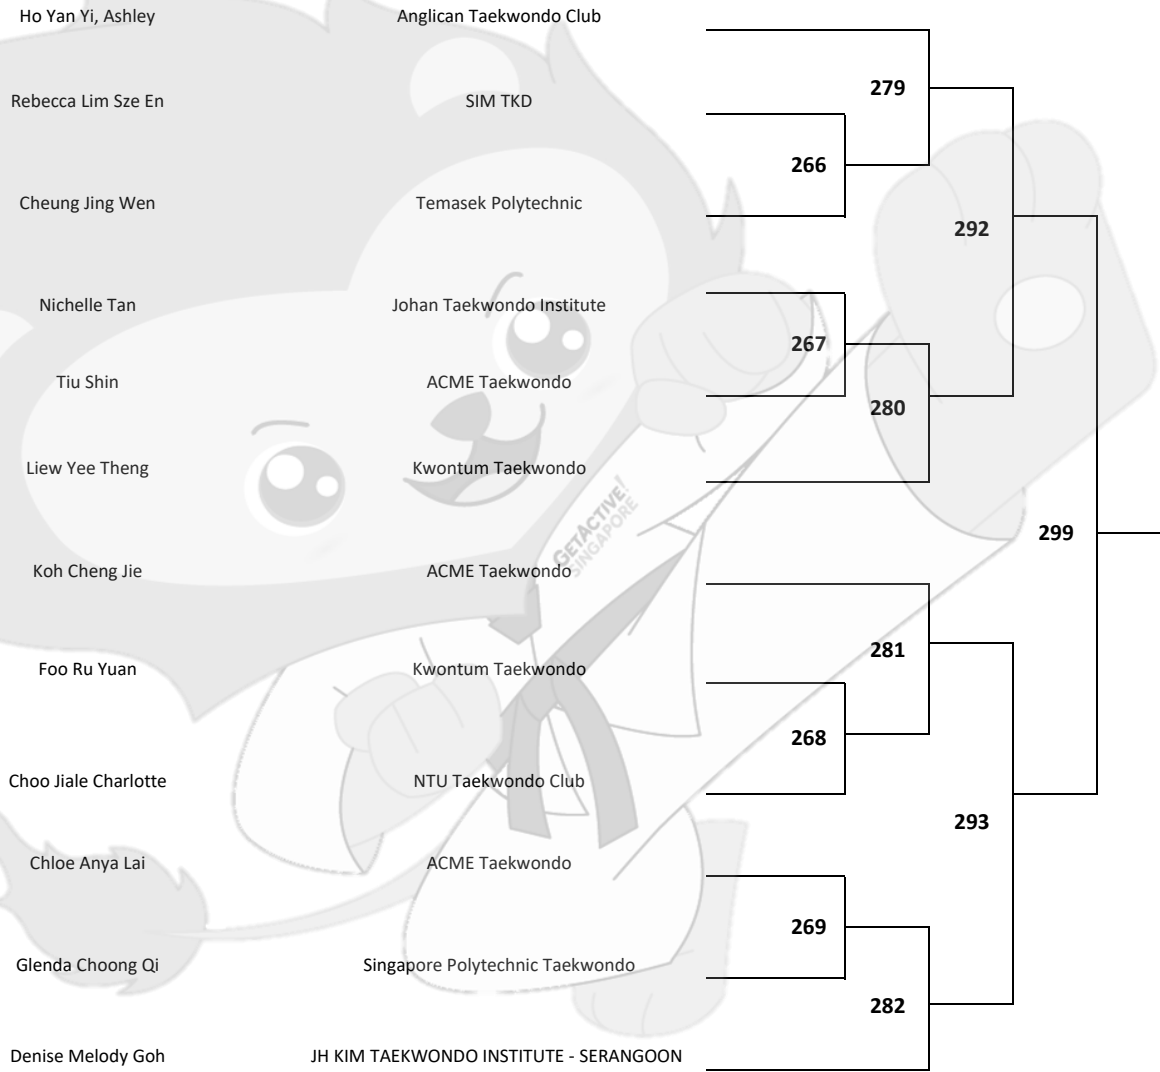 Ho Yan Yi, Ashley Anglican Taekwondo Club
279
Rebecca Lim Sze En SIM TKD
266
Cheung Jing Wen Temasek Polytechnic
292
Nichelle Tan Johan Taekwondo Institute
267
Tiu Shin ACME Taekwondo
280
Liew Yee Theng Kwontum Taekwondo
GETACTIVE!
SINGAPORE
299
Koh Cheng Jie ACME Taekwondo
281
Foo Ru Yuan Kwontum Taekwondo
268
Choo Jiale Charlotte NTU Taekwondo Club
293
Chloe Anya Lai ACME Taekwondo
269
Glenda Choong Qi Singapore Polytechnic Taekwondo
282
Denise Melody Goh JH KIM TAEKWONDO INSTITUTE - SERANGOON